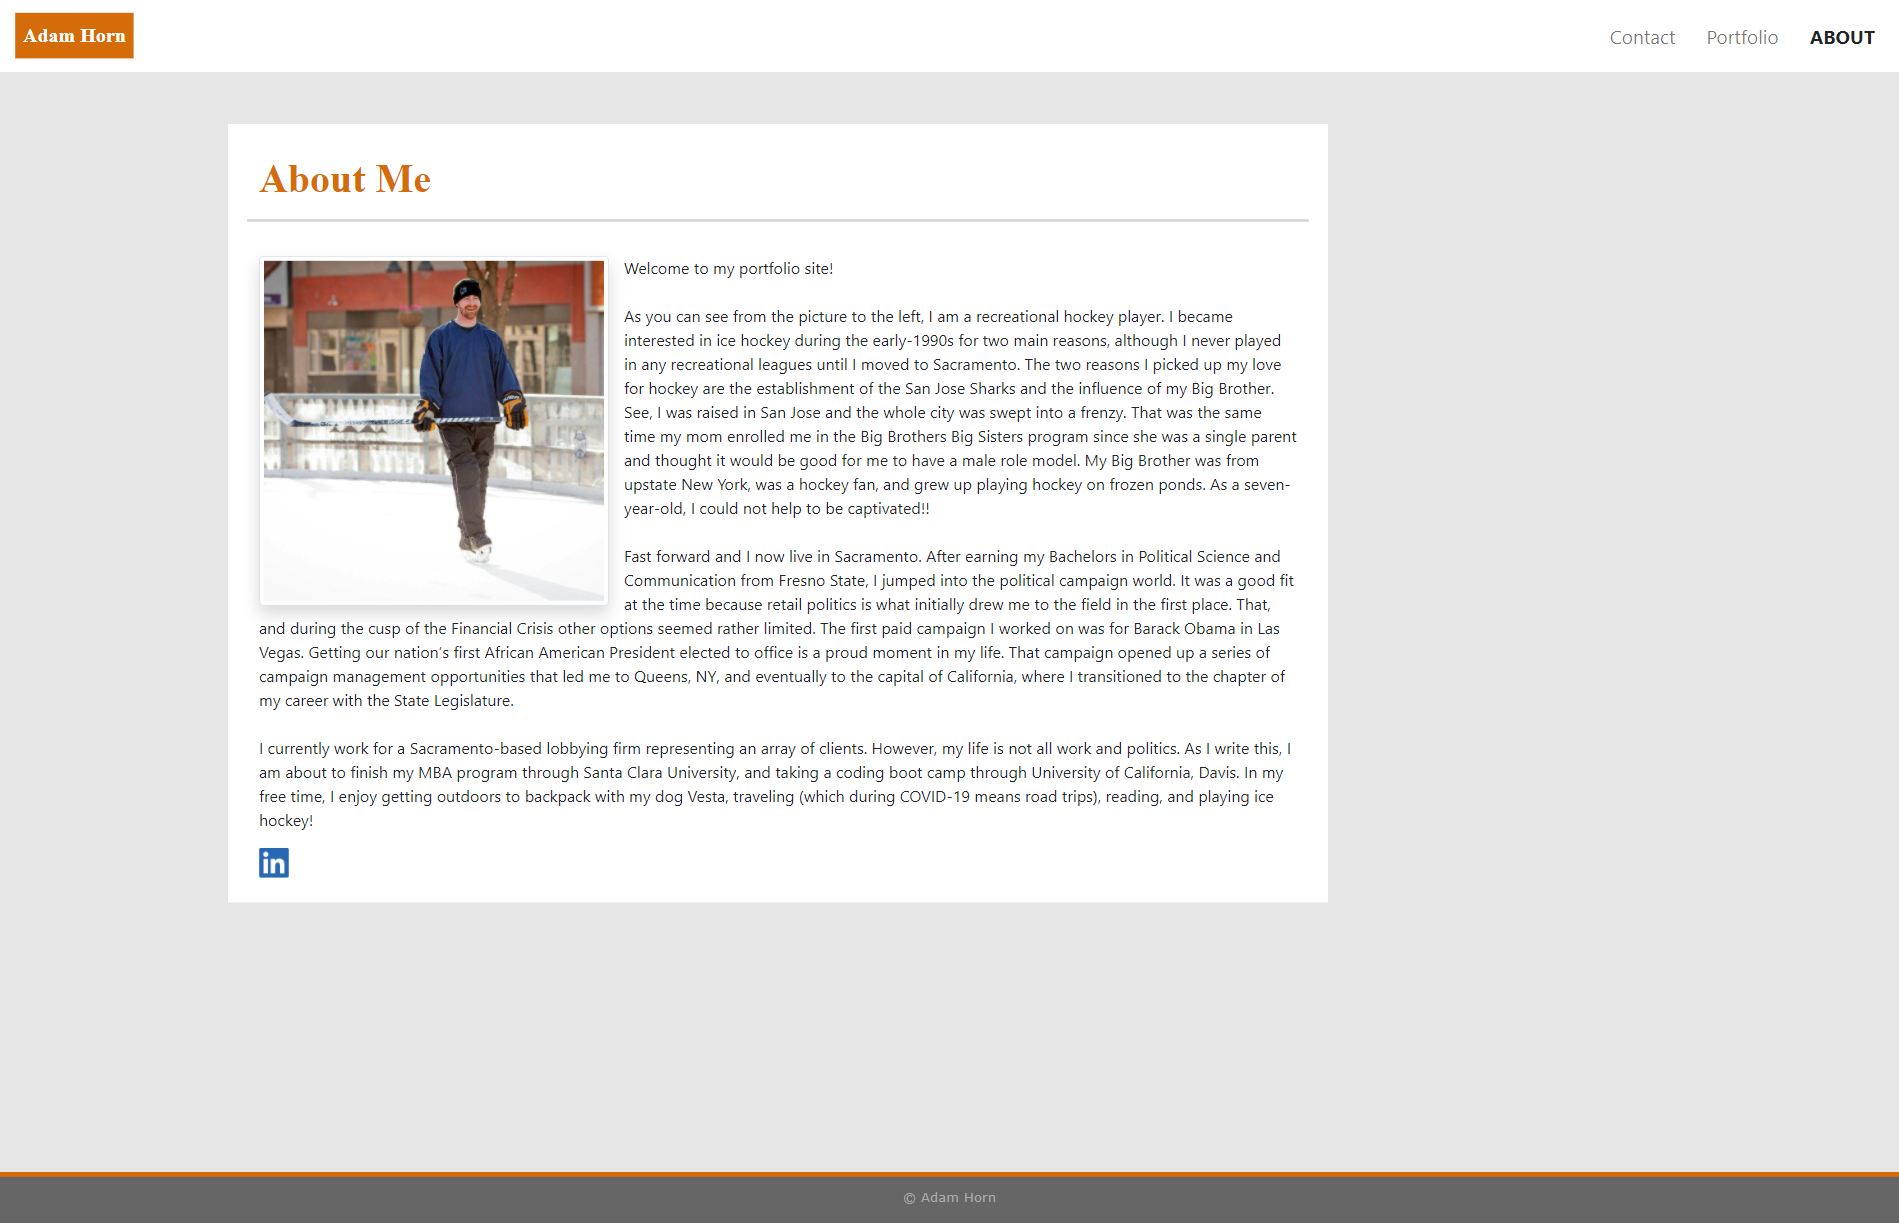 Adam Horn
Contact Portfolio ABOUT
About Me
Welcome to my portfolio site!
As you can see from the picture to the left, I am a recreational hockey player. I became
interested in ice hockey during the early-1990s for two main reasons, although I never played
in any recreational leagues until I moved to Sacramento. The two reasons I picked up my love
for hockey are the establishment of the San Jose Sharks and the influence of my Big Brother.
See, I was raised in San Jose and the whole city was swept into a frenzy. That was the same
time my mom enrolled me in the Big Brothers Big Sisters program since she was a single parent
and thought it would be good for me to have a male role model. My Big Brother was from
upstate New York, was a hockey fan, and grew up playing hockey on frozen ponds. As a seven-
year-old, I could not help to be captivated!!
Fast forward and I now live in Sacramento. After earning my Bachelors in Political Science and
Communication from Fresno State, I jumped into the political campaign world. It was a good fit
at the time because retail politics is what initially drew me to the field in the first place. That,
and during the cusp of the Financial Crisis other options seemed rather limited. The first paid campaign I worked on was for Barack Obama in Las
Vegas. Getting our nation's first African American President elected to office is a proud moment in my life. That campaign opened up a series of
campaign management opportunities that led me to Queens, NY, and eventually to the capital of California, where I transitioned to the chapter of
my career with the State Legislature.
I currently work for a Sacramento-based lobbying firm representing an array of clients. However, my life is not all work and politics. As I write this, I
am about to finish my MBA program through Santa Clara University, and taking a coding boot camp through University of California, Davis. In my
free time, I enjoy getting outdoors to backpack with my dog Vesta, traveling (which during COVID-19 means road trips), reading, and playing ice
hockey!
in
© Adam Horn